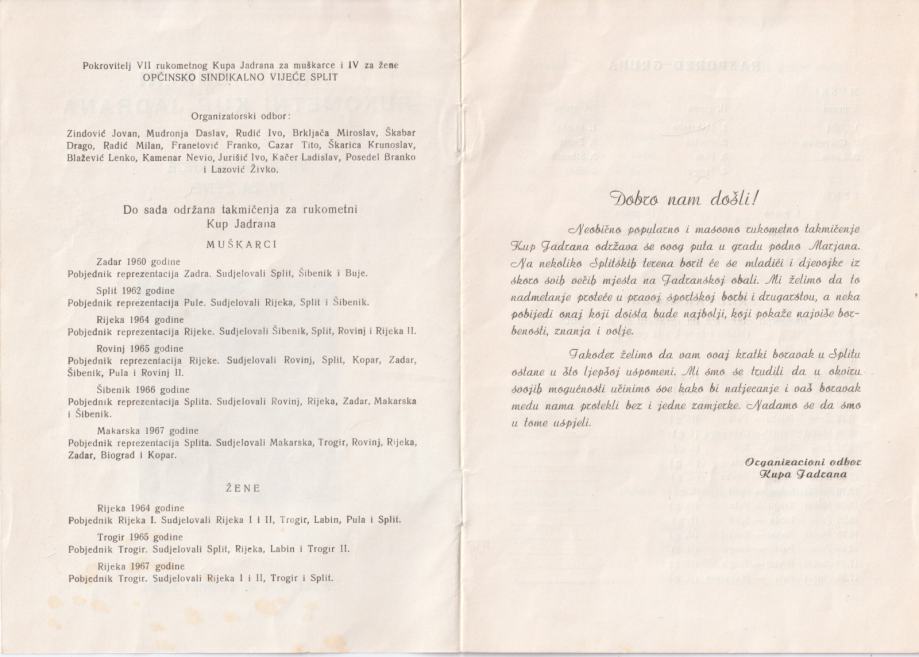 Pokrovitelj VII rukometnog Kupa Jadrana za muškarce i IV za žene
OPĆINSKO SINDIKALNO VIJEĆE SPLIT
Organizatorski odbor:
Zindović Jovan, Mudronja Daslav, Rudić Ivo, Brkljača Miroslav, Škabar
Drago, Radić Milan, Franetović Franko, Cazar Tito, Škarica Krunoslav,
Blažević Lenko, Kamenar Nevio, Jurišić Ivo, Kačer Ladislav, Posedel Branko
i Lazović Živko.
Do sada održana takmičenja za rukometni
Kup Jadrana
MUŠKARCI
Zadar 1960 godine
Pobjednik reprezentacija Zadra. Sudjelovali Split, Šibenik i Buje.
Split 1962 godine
Pobjednik reprezentacija Pule. Sudjelovali Rijeka, Split i Šibenik.
Rijeka 1964 godine
Pobjednik reprezentacija Rijeke. Sudjelovali Šibenik, Split, Rovinj i Rijeka II.
Rovinj 1965 godine
Pobjednik reprezentacija Rijeke. Sudjelovali Rovinj, Split, Kopar, Zadar,
Šibenik, Pula i Rovinj II.
Šibenik 1966 godine
Pobjednik reprezentacija Splita. Sudjelovali Rovinj, Rijeka, Zadar, Makarska
i Šibenik.
Makarska 1967 godine
Pobjednik reprezentacija Splita. Sudjelovali Makarska, Trogir, Rovinj, Rijeka,
Zadar, Biograd i Kopar.
ŽENE
Rijeka 1964 godine
Pobjednik Rijeka I. Sudjelovali Rijeka I i II, Trogir, Labin, Pula i Split.
Trogir 1965 godine
Pobjednik Trogir. Sudjelovali Split, Rijeka, Labin i Trogir II.
Rijeka 1967 godine
Pobjednik Trogir. Sudjelovali Rijeka I i II, Trogir i Split.
Dobro nam došli!
Neobično popularno i masovno rukometno takmičenje
Kup Jadrana održava se ovog puta u gradu podno Marjana.
Na nekoliko Splitskih terena borit će se mladići i djevojke iz
skoro svih većih mjesta na Jadranskoj obali. Mi želimo da to
nadmetanje proteče u pravoj športskoj borbi i drugarstvu, a neka
pobijedi onaj koji doista bude najbolji, koji pokaže najviše bor-
benosti, znanja i volje.
Također želimo da vam ovaj kratki boravak u Splitu
ostane u što ljepšoj uspomeni. Mi smo se trudili da u okviru
svojih mogućnosti učinimo sve kako bi natjecanje i vaš boravak
među nama protekli bez i jedne zamjerke. Nadamo se da smo
u tome uspjeli.
Organizacioni odbor
Kupa Jadrana